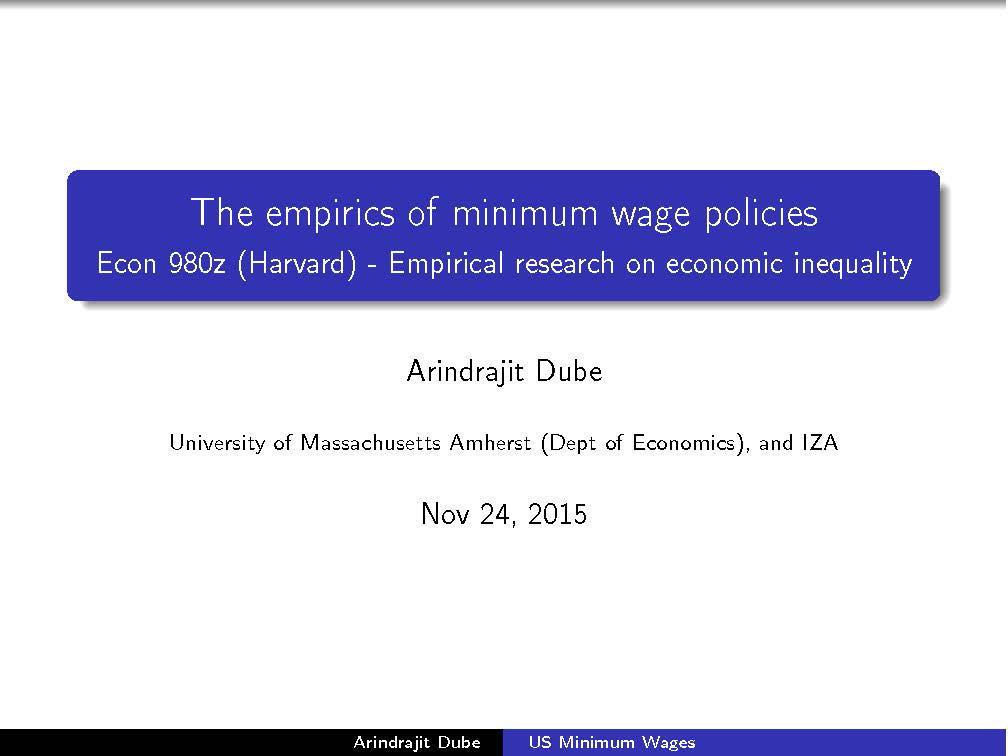 The empirics of minimum wage policies
Econ 980z (Harvard) - Empirical research on economic inequality
Arindrajit Dube
University of Massachusetts Amherst (Dept of Economics), and IZA
Nov 24, 2015
Arindrajit Dube
US Minimum Wages